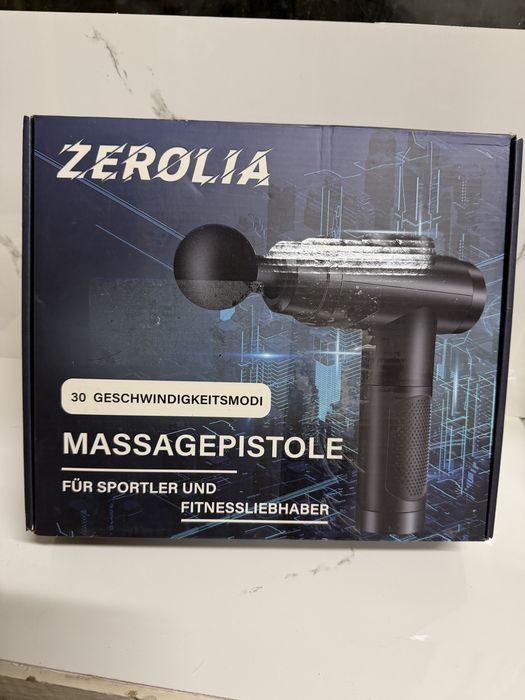 ZEROLIA
30 GESCHWINDIGKEITSMODI
MASSAGEPISTOLE
FÜR SPORTLER UND
FITNESSLIEBHABER